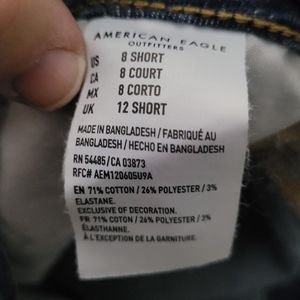 AMERICAN EAGLE
OUTFITTERS
US 8 SHORT
CA 8 COURT
MX 8 CORTO
UK 12 SHORT
MADE IN BANGLADESH / FABRIQUÉ AU
BANGLADESH / HECHO EN BANGLADESH
RN 54485/CA 03873
RFC# AEM120605U9A
EN 71% COTTON / 26% POLYESTER / 3%
ELASTANE.
EXCLUSIVE OF DECORATION.
FR 71% COTON / 26% POLYESTER / 3%
ÉLASTHANNE.
À L'EXCEPTION DE LA GARNITURE.